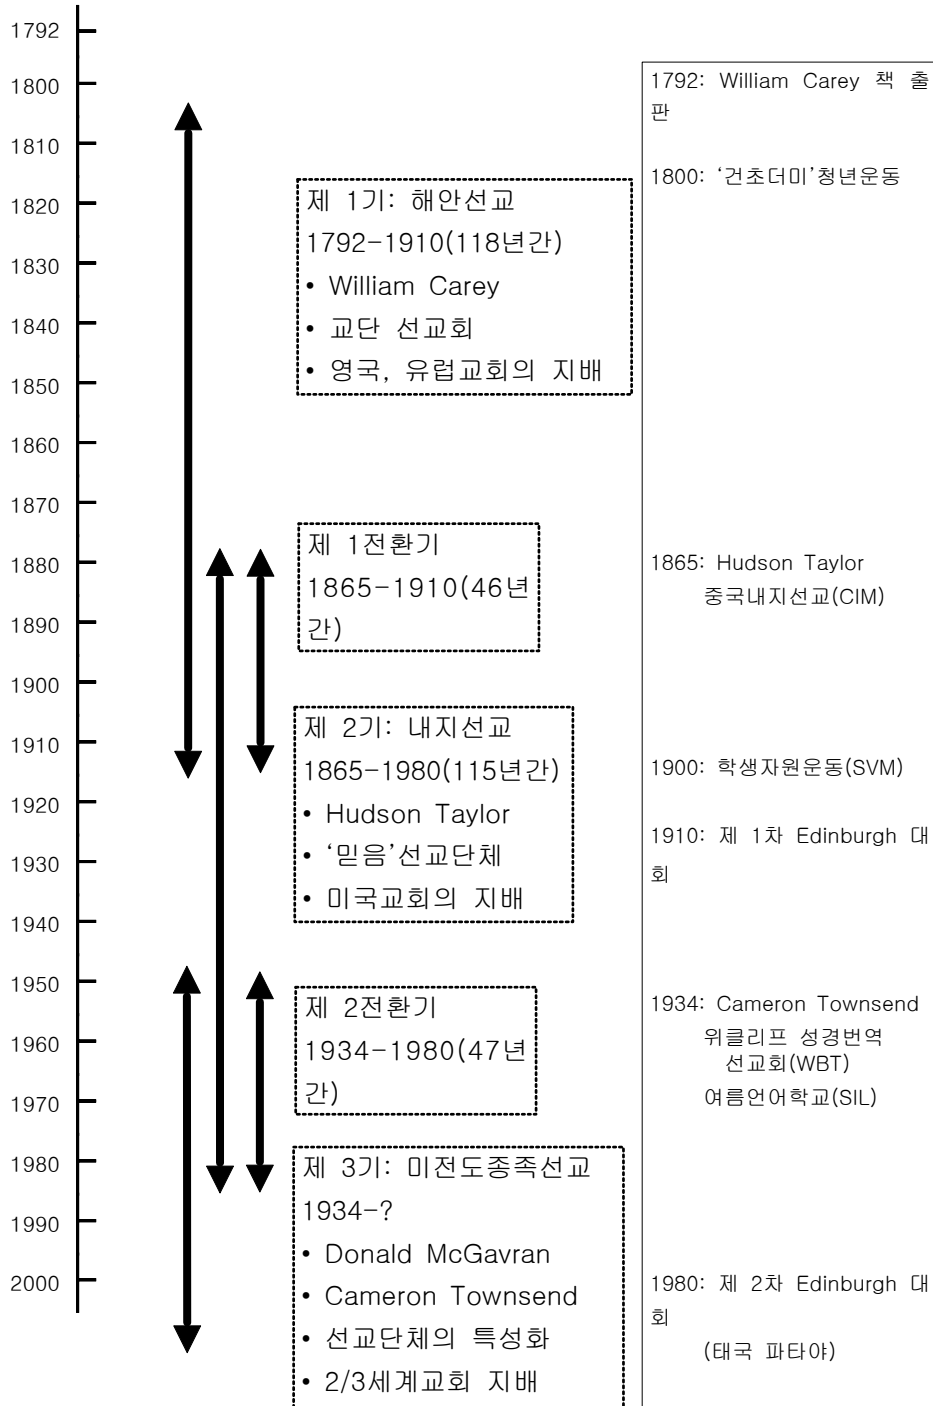 1792
1800
1810
1820
1830
1840
1850
1860
1870
1880
1890
1900
1910
1920
1930
1940
1950
1960
1970
1980
1990
2000
제 1기: 해안선교
1792-1910(118년간)
• William Carey
• 교단 선교회
• 영국, 유럽교회의 지배
제 1전환기
1865-1910(46년
간)
제 2기: 내지선교
1865-1980(115년간)
• Hudson Taylor
• ‘믿음’선교단체
• 미국교회의 지배
제 2전환기
1934-1980(47년
간)
제 3기: 미전도종족선교
1934-?
• Donald McGavran
• Cameron Townsend
• 선교단체의 특성화
• 2/3세계교회 지배
1792: William Carey 책 출
판
1800: ‘건초더미’청년운동
1865: Hudson Taylor
중국내지선교(CIM)
1900: 학생자원운동(SVM)
1910: 제 1차 Edinburgh 대
회
1934: Cameron Townsend
위클리프 성경번역
선교회(WBT)
여름언어학교(SIL)
1980: 제 2차 Edinburgh 대
회
(태국 파타야)